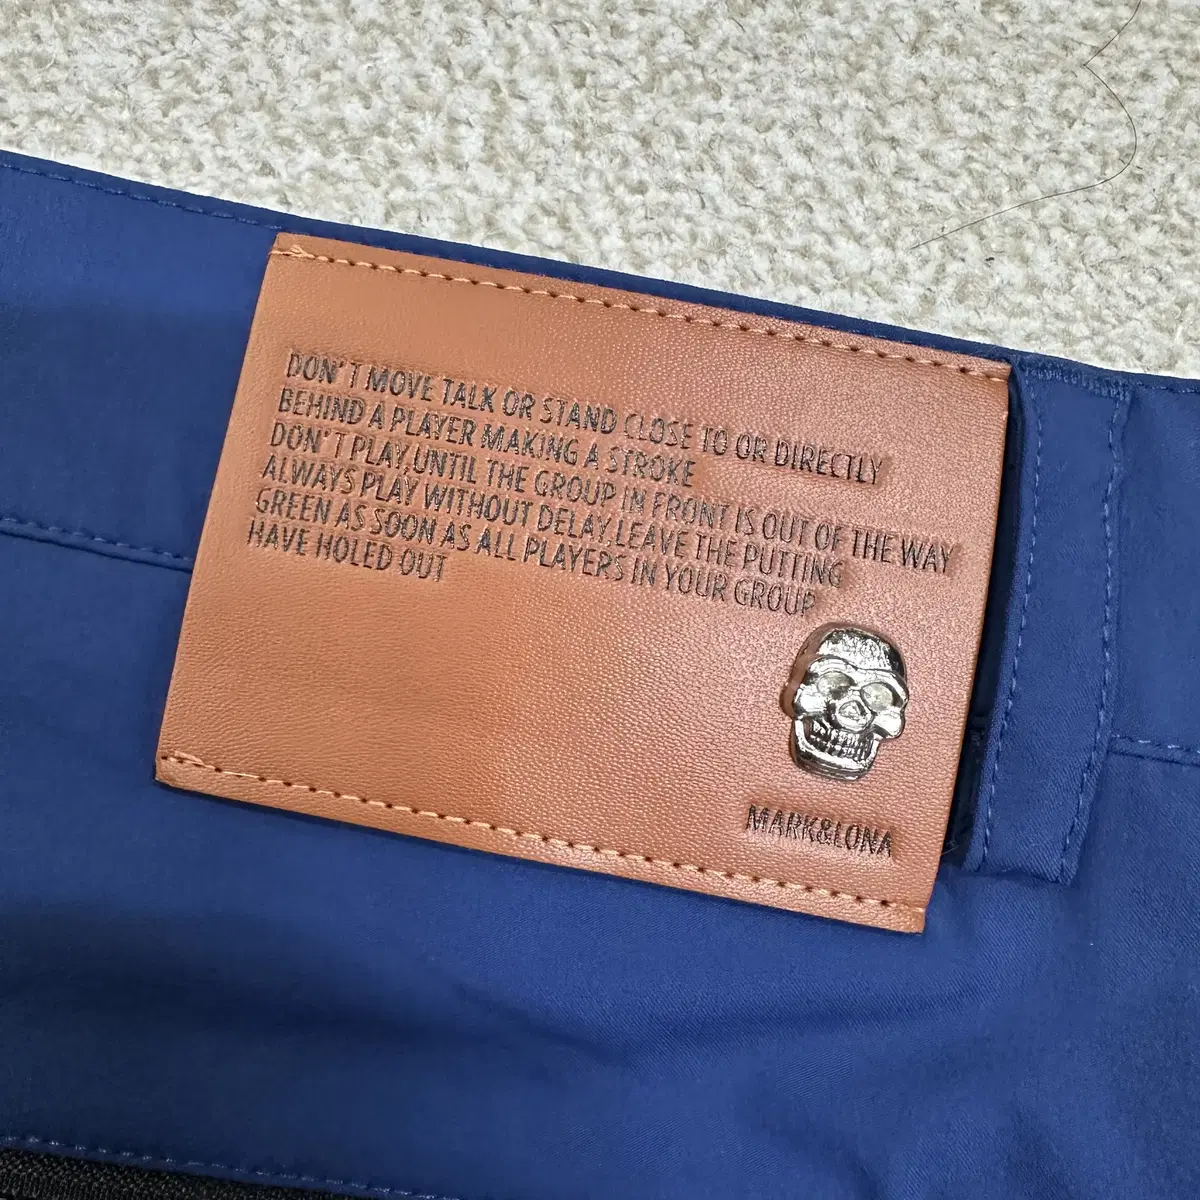 DON'T MOVE TALK OR STAND CLOSE TO OR DIRECTLY
BEHIND A PLAYER MAKING A STROKE
DON'T PLAY,UNTIL THE GROUP IN FRONT IS OUT OF THE WAY
ALWAYS PLAY WITHOUT DELAY,LEAVE THE PUTTING
GREEN AS SOON AS ALL PLAYERS IN YOUR GROUP
HAVE HOLED OUT
MARK&LONA